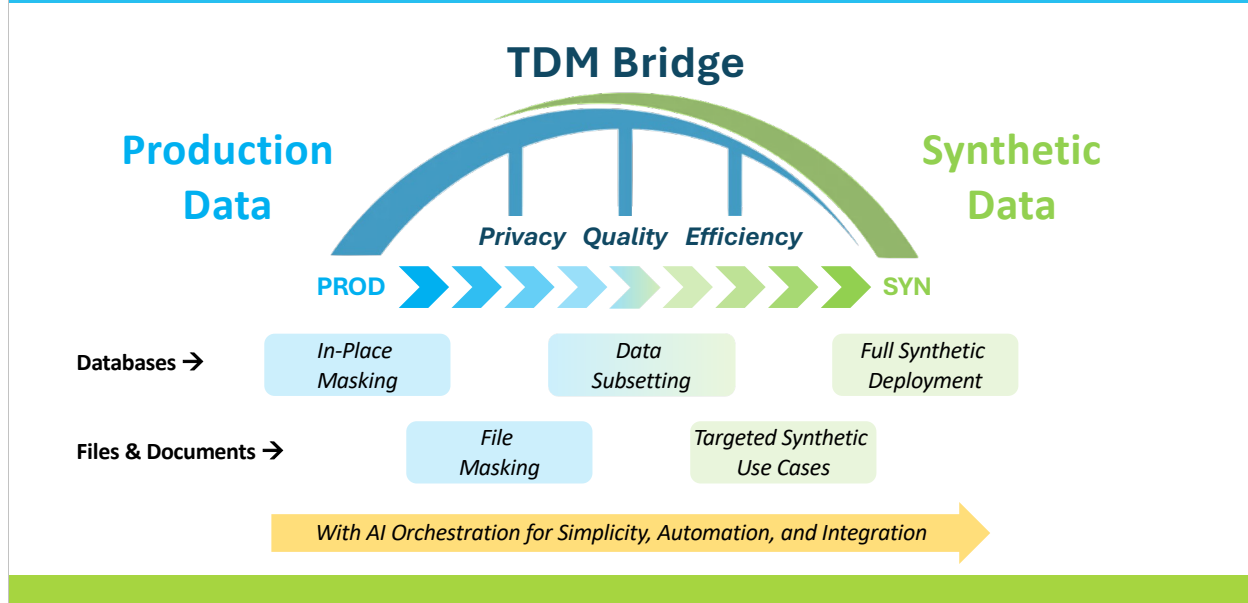 TDM Bridge
Production
Data
Synthetic
Data
Privacy Quality Efficiency
PROD
SYN
Databases →
In-Place
Masking
Data
Subsetting
Full Synthetic
Deployment
Files & Documents →
File
Masking
Targeted Synthetic
Use Cases
With AI Orchestration for Simplicity, Automation, and Integration